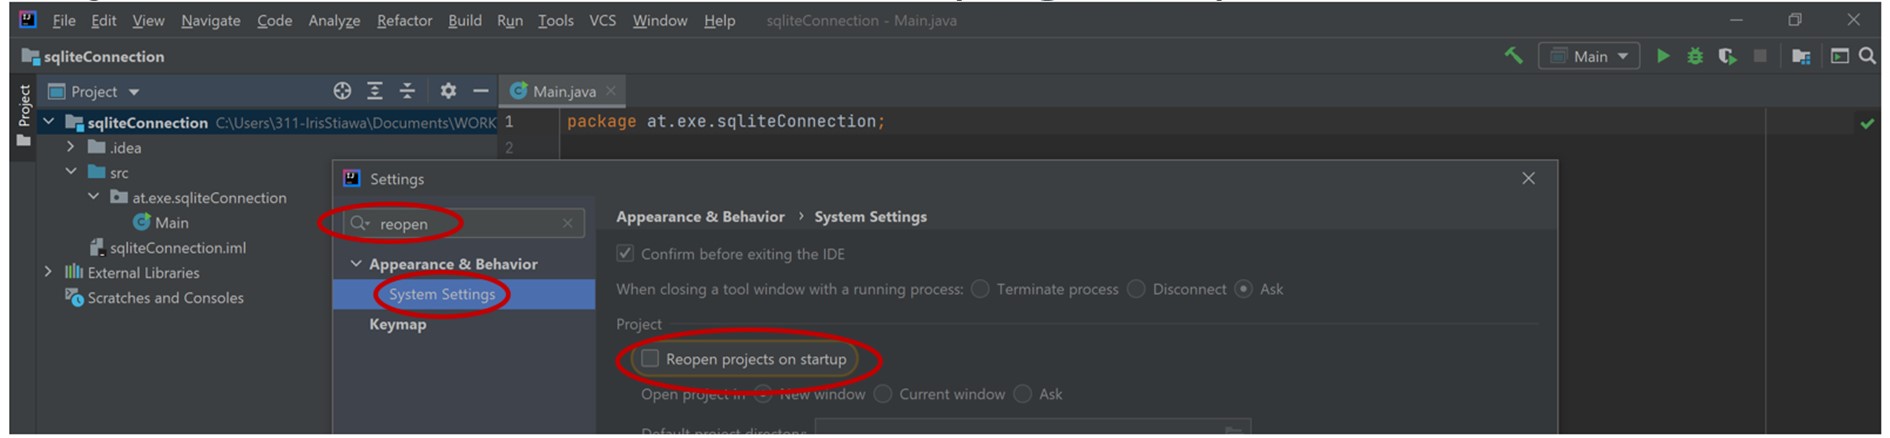 File Edit View Navigate Code Analyze Refactor Build Run Tools VCS Window Help sqliteConnection - Main.java
sqliteConnection
Main
Project
Project
Main.java
sqliteConnection C:\Users\311-IrisStiawa\Documents\WORK
.idea
src
at.exe.sqliteConnection
Main
sqliteConnection.iml
External Libraries
Scratches and Consoles
1 package at.exe.sqliteConnection;
2
Settings
reopen
Appearance & Behavior
System Settings
Keymap
Appearance & Behavior › System Settings
Confirm before exiting the IDE
When closing a tool window with a running process: Terminate process Disconnect Ask
Project
Reopen projects on startup
Open project in New window Current window Ask
Default project directory: